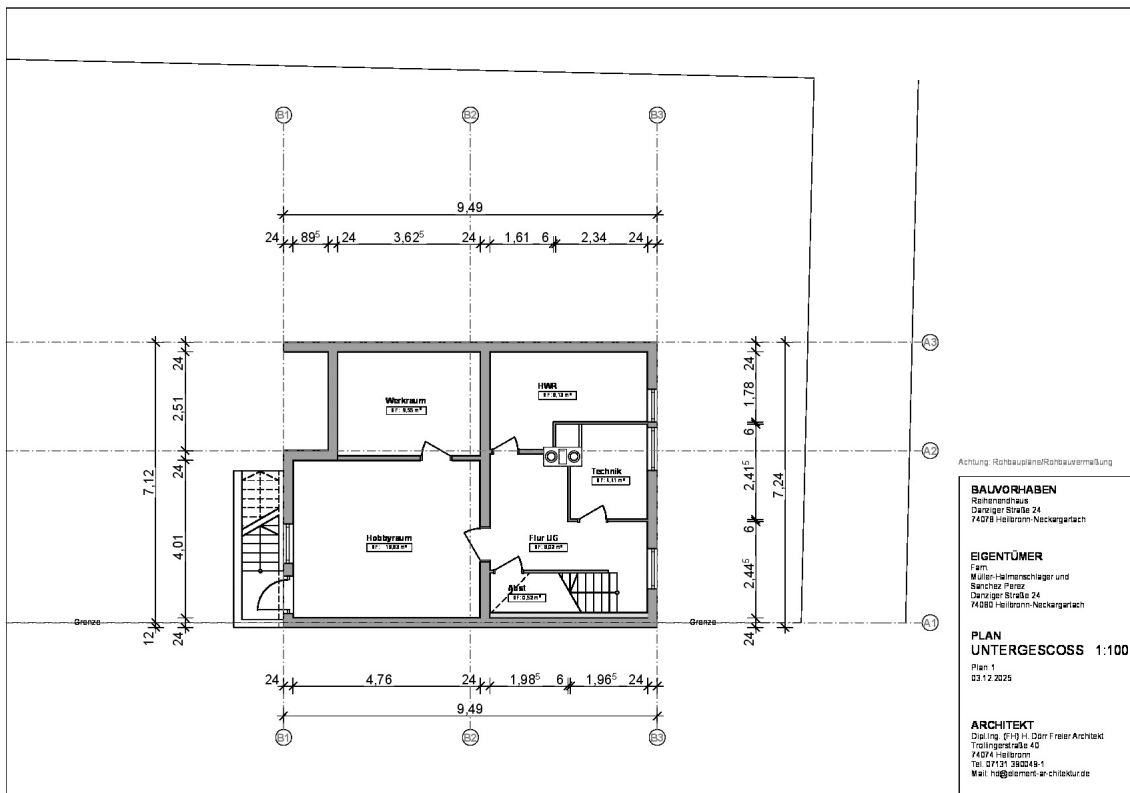 B1 B2 B3
9,49
24 89⁵ 24 3,62⁵ 24 1,61 6 2,34 24
A3
24
2,51
24
7,12
4,01
12
24
24
1,78
6
2,41⁵
7,24
6
2,44⁵
24
HWR
Werkraum
A2
Technik
Hobbyraum
Flur UG
Abst
Grenze
Grenze
A1
24 4,76 24 1,98⁵ 6 1,96⁵ 24
9,49
B1 B2 B3
Achtung: Rohbaupläne/Rohbauvermaßung
BAUVORHABEN
Reihenendhaus
Danziger Straße 24
74078 Heilbronn-Neckargartach
EIGENTÜMER
Fam.
Müller-Halmenschlager und
Sanchez Perez
Danziger Straße 24
74080 Heilbronn-Neckargartach
PLAN
UNTERGESCOSS 1:100
Plan 1
03.12.2025
ARCHITEKT
Dipl.Ing. (FH) H. Dörr Freier Architekt
Trollingerstraße 40
74074 Heilbronn
Tel. 07131 390049-1
Mail: hd@element-architektur.de